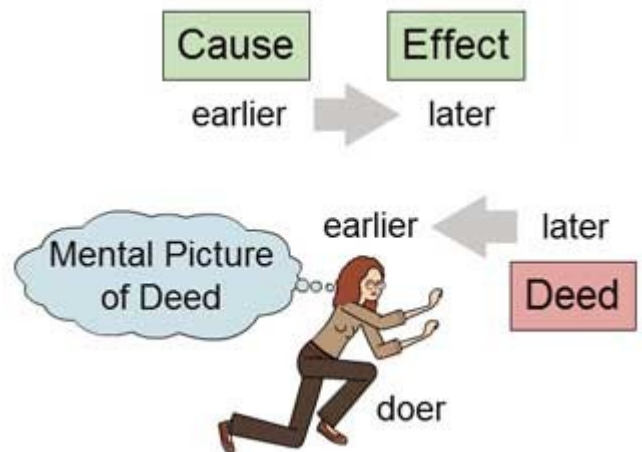 Cause Effect
earlier later
earlier later
Mental Picture
of Deed
Deed
doer